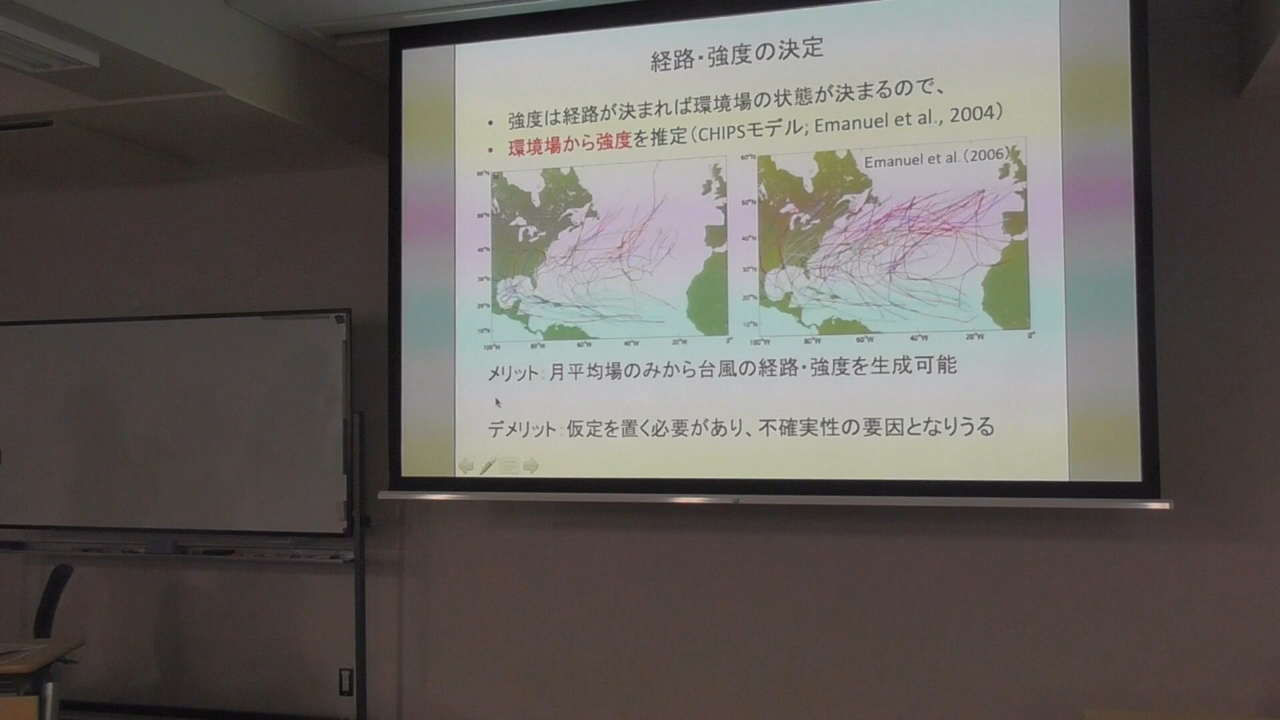 経路・強度の決定
• 強度は経路が決まれば環境場の状態が決まるので、
• 環境場から強度を推定（CHIPSモデル; Emanuel et al., 2004）
Emanuel et al.（2006）
メリット：月平均場のみから台風の経路・強度を生成可能
デメリット：仮定を置く必要があり、不確実性の要因となりうる